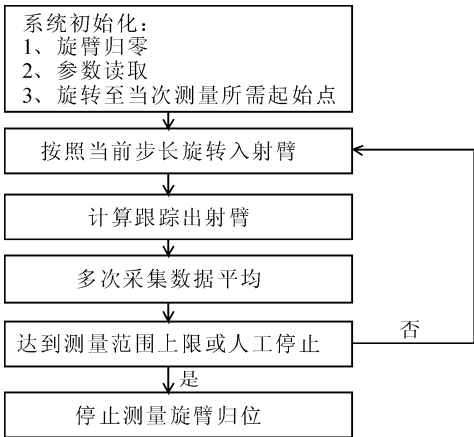 系统初始化：
1、旋臂归零
2、参数读取
3、旋转至当次测量所需起始点
按照当前步长旋转入射臂
计算跟踪出射臂
多次采集数据平均
达到测量范围上限或人工停止
否
是
停止测量旋臂归位